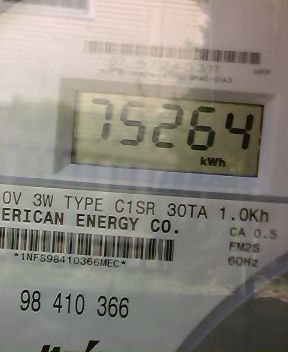 75264
kWh
0V 3W TYPE C1SR 30TA 1.0Kh
ERICAN ENERGY CO.
CA 0.5
FM2S
60Hz
*1NFS98410366MEC*
98 410 366